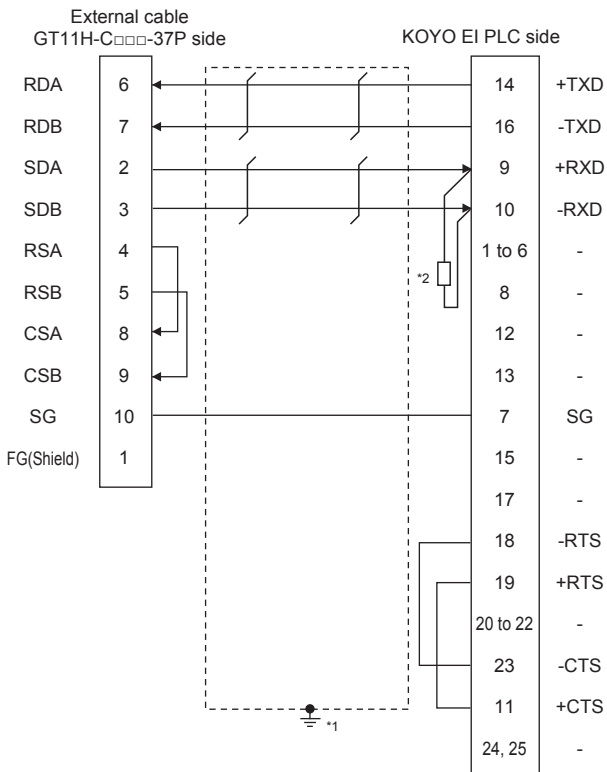 External cable
GT11H-C□□□-37P side
KOYO EI PLC side
RDA 6 14 +TXD
RDB 7 16 -TXD
SDA 2 9 +RXD
SDB 3 10 -RXD
RSA 4 1 to 6 -
*2
RSB 5 8 -
CSA 8 12 -
CSB 9 13 -
SG 10 7 SG
FG(Shield) 1 15 -
17 -
18 -RTS
19 +RTS
20 to 22 -
23 -CTS
11 +CTS
*1
24, 25 -